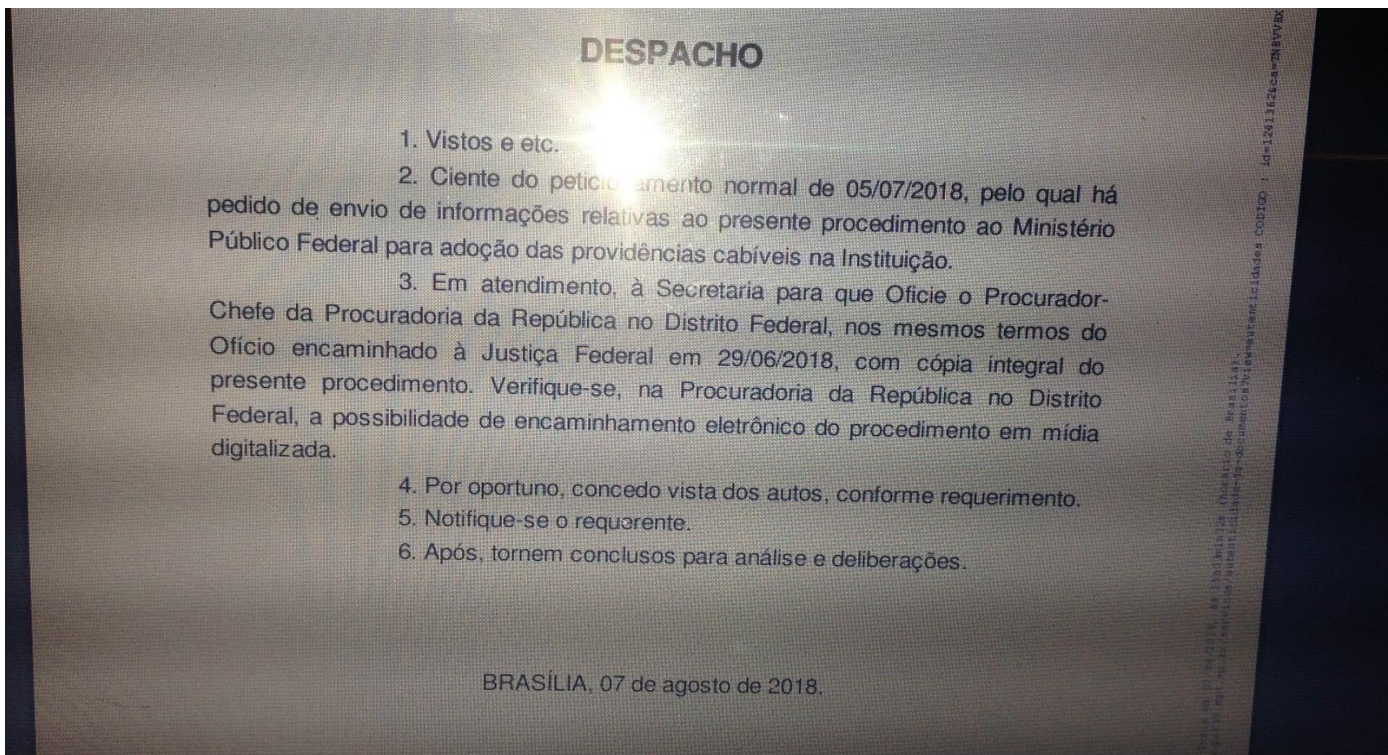 DESPACHO
1. Vistos e etc.
2. Ciente do normal de 05/07/2018, pelo qual há
pedido de envio de informações relativas ao presente procedimento ao Ministério
Público Federal para adoção das providências cabíveis na Instituição.
3. Em atendimento, à Secretaria para que Oficie o Procurador-
Chefe da Procuradoria da República no Distrito Federal, nos mesmos termos do
Ofício encaminhado à Justiça Federal em 29/06/2018, com cópia integral do
presente procedimento. Verifique-se, na Procuradoria da República no Distrito
Federal, a possibilidade de encaminhamento eletrônico do procedimento em mídia
digitalizada.
4. Por oportuno, concedo vista dos autos, conforme requerimento.
5. Notifique-se o requerente.
6. Após, tornem conclusos para análise e deliberações.
BRASÍLIA, 07 de agosto de 2018.
(horário de Brasília).